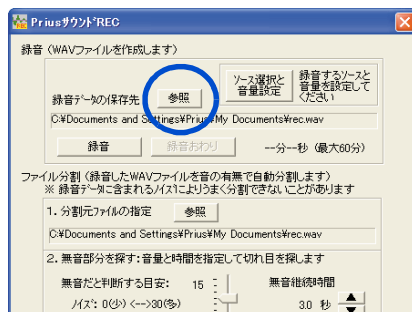 PriusサウンドREC
録音(WAVファイルを作成します)
録音データの保存先
参照
ソース選択と
音量設定
録音するソースと
音量を設定して
ください
C:¥Documents and Settings¥Prius¥My Documents¥rec.wav
録音
録音おわり
--分--秒 (最大60分)
ファイル分割(録音したWAVファイルを音の有無で自動分割します)
※ 録音データに含まれるノイズによりうまく分割できないことがあります
1. 分割元ファイルの指定
参照
C:¥Documents and Settings¥Prius¥My Documents¥rec.wav
2. 無音部分を探す:音量と時間を指定して切れ目を探します
無音だと判断する目安: 15
無音継続時間
ノイズ: 0(少) <-->30(多)
3.0 秒